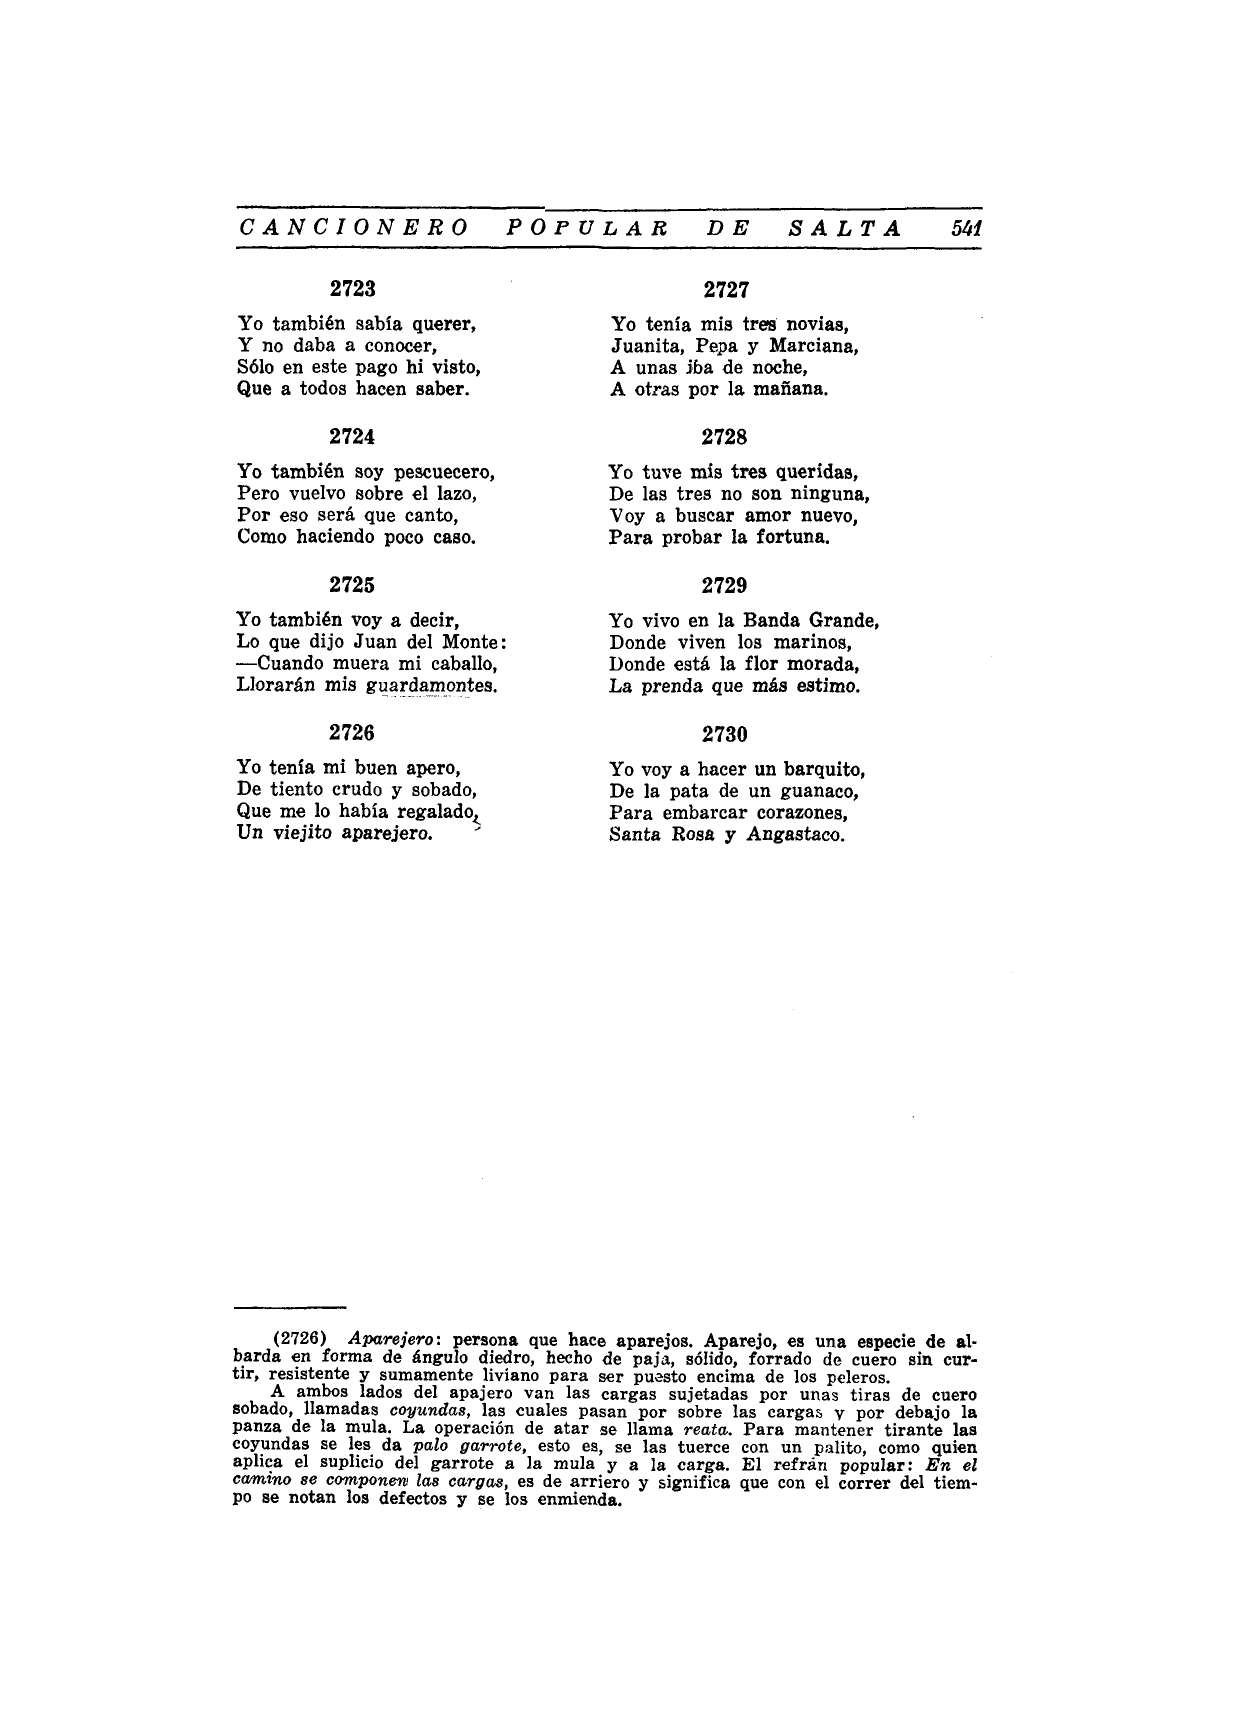 CANCIONERO POPULAR DE SALTA 541
2723
Yo también sabía querer,
Y no daba a conocer,
Sólo en este pago hi visto,
Que a todos hacen saber.
2724
Yo también soy pescuecero,
Pero vuelvo sobre el lazo,
Por eso será que canto,
Como haciendo poco caso.
2725
Yo también voy a decir,
Lo que dijo Juan del Monte:
—Cuando muera mi caballo,
Llorarán mis guardamontes.
2726
Yo tenía mi buen apero,
De tiento crudo y sobado,
Que me lo había regalado,
Un viejito aparejero.
2727
Yo tenía mis tres novias,
Juanita, Pepa y Marciana,
A unas iba de noche,
A otras por la mañana.
2728
Yo tuve mis tres queridas,
De las tres no son ninguna,
Voy a buscar amor nuevo,
Para probar la fortuna.
2729
Yo vivo en la Banda Grande,
Donde viven los marinos,
Donde está la flor morada,
La prenda que más estimo.
2730
Yo voy a hacer un barquito,
De la pata de un guanaco,
Para embarcar corazones,
Santa Rosa y Angastaco.
(2726) Aparejero: persona que hace aparejos. Aparejo, es una especie de al-
barda en forma de ángulo diedro, hecho de paja, sólido, forrado de cuero sin cur-
tir, resistente y sumamente liviano para ser puesto encima de los peleros.
A ambos lados del apajero van las cargas sujetadas por unas tiras de cuero
sobado, llamadas coyundas, las cuales pasan por sobre las cargas y por debajo la
panza de la mula. La operación de atar se llama reata. Para mantener tirante las
coyundas se les da palo garrote, esto es, se las tuerce con un palito, como quien
aplica el suplicio del garrote a la mula y a la carga. El refrán popular: En el
camino se componen las cargas, es de arriero y significa que con el correr del tiem-
po se notan los defectos y se los enmienda.